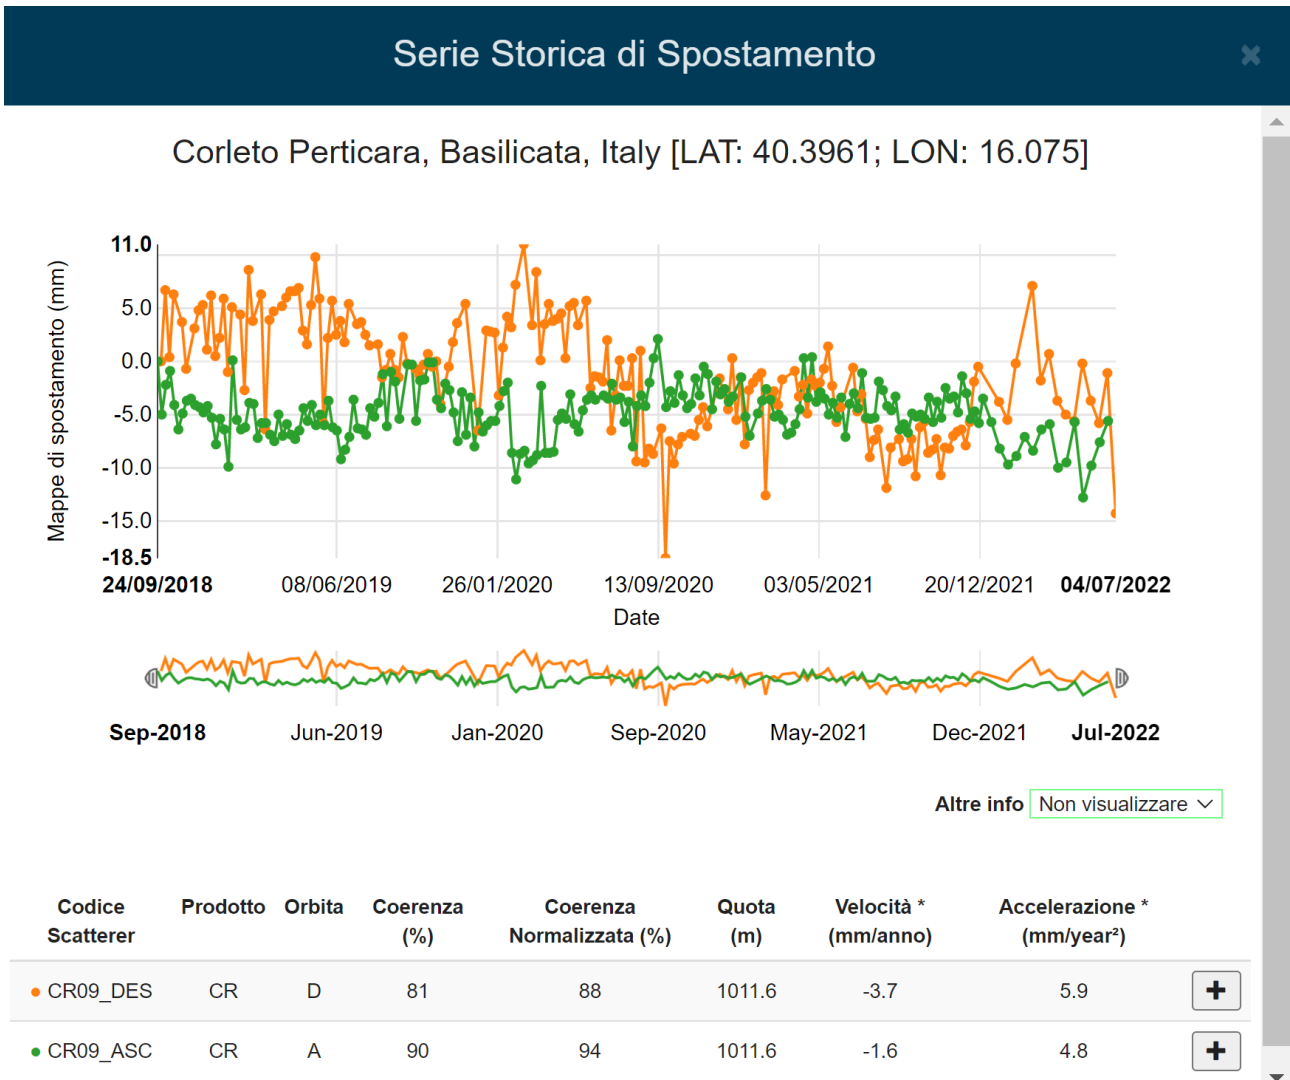 Serie Storica di Spostamento
Corleto Perticara, Basilicata, Italy [LAT: 40.3961; LON: 16.075]
Mappe di spostamento (mm)
11.0
5.0
0.0
-5.0
-10.0
-15.0
-18.5
24/09/2018 08/06/2019 26/01/2020 13/09/2020 03/05/2021 20/12/2021 04/07/2022
Date
Sep-2018 Jun-2019 Jan-2020 Sep-2020 May-2021 Dec-2021 Jul-2022
Altre info Non visualizzare
Codice Scatterer Prodotto Orbita Coerenza (%) Coerenza Normalizzata (%) Quota (m) Velocità * (mm/anno) Accelerazione * (mm/year²)
CR09_DES CR D 81 88 1011.6 -3.7 5.9
CR09_ASC CR A 90 94 1011.6 -1.6 4.8